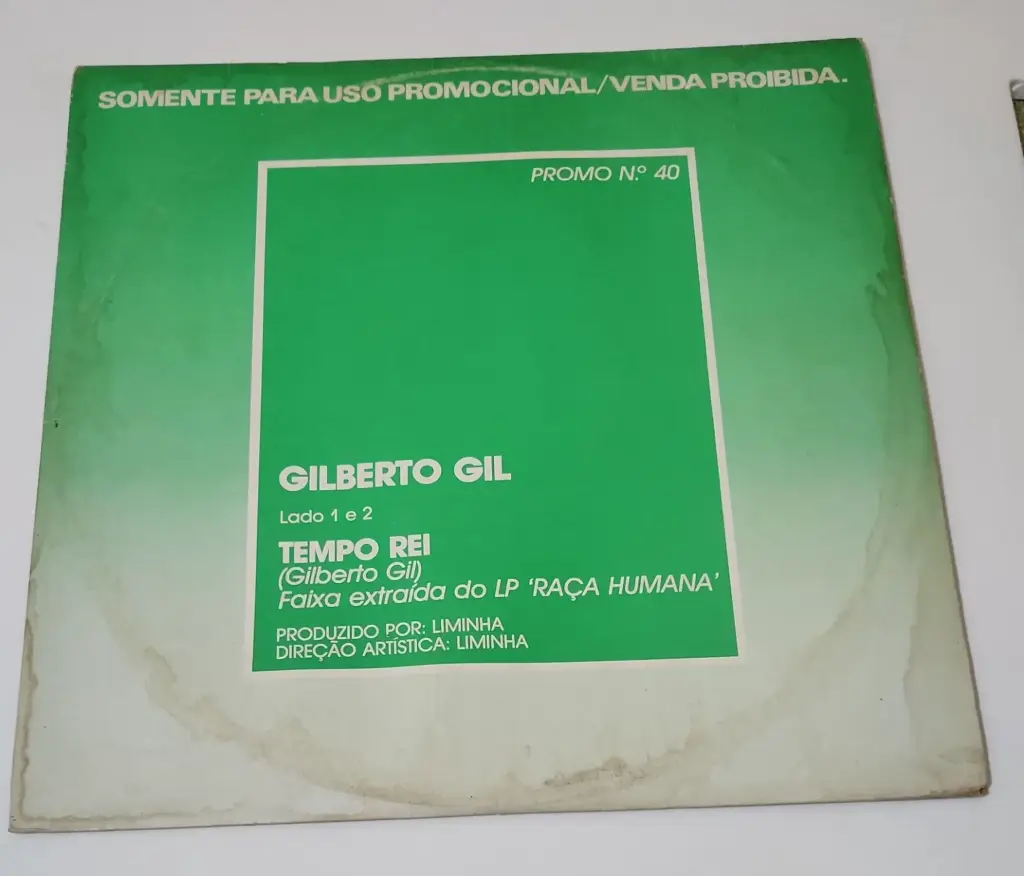 SOMENTE PARA USO PROMOCIONAL/VENDA PROIBIDA.
PROMO N.º 40
GILBERTO GIL
Lado 1 e 2
TEMPO REI
(Gilberto Gil)
Faixa extraída do LP 'RAÇA HUMANA'
PRODUZIDO POR: LIMINHA
DIREÇÃO ARTÍSTICA: LIMINHA